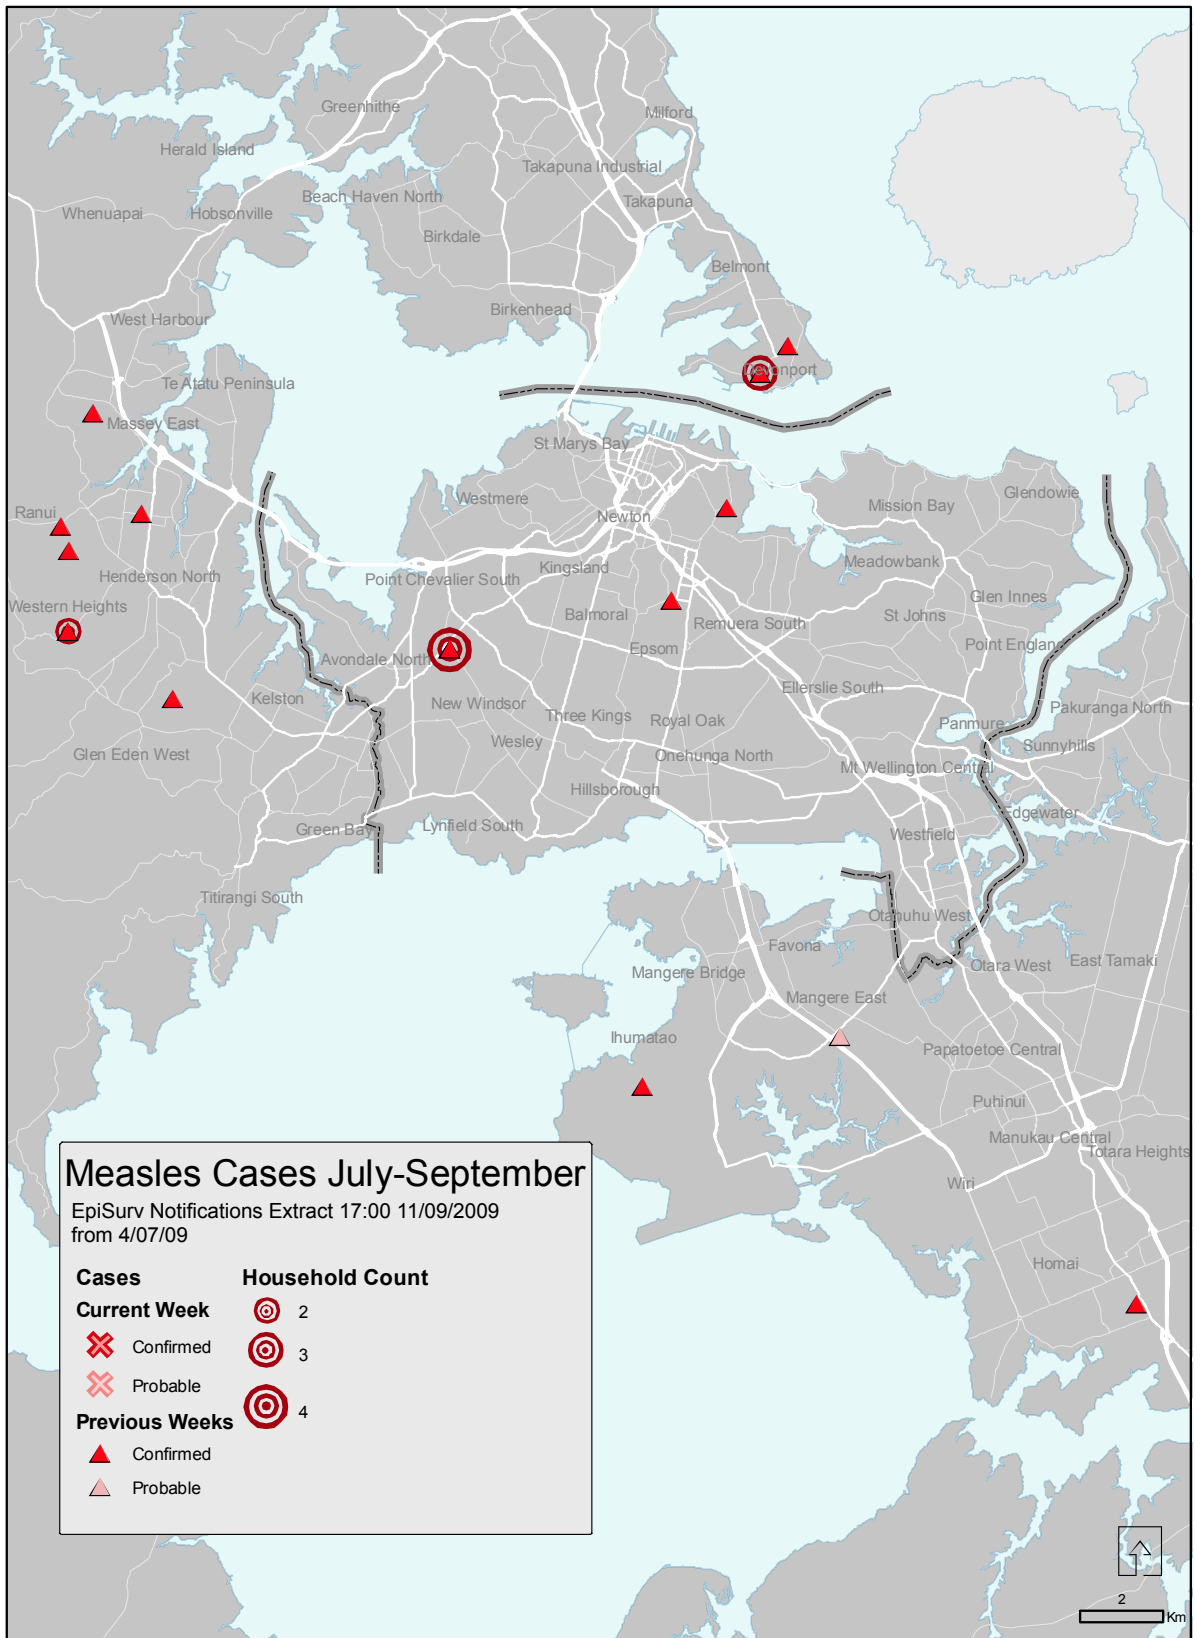 Milford
Greenhithe
Herald Island
Takapuna Industrial
Beach Haven North
Takapuna
Whenuapai
Hobsonville
Birkdale
Belmont
Birkenhead
West Harbour
Devonport
Te Atatu Peninsula
Massey East
St Marys Bay
Westmere
Glendowie
Mission Bay
Ranui
Newton
Meadowbank
Kingsland
Henderson North
Point Chevalier South
Glen Innes
Western Heights
Balmoral
St Johns
Remuera South
Point England
Epsom
Avondale North
Ellerslie South
Kelston
New Windsor
Pakuranga North
Three Kings
Royal Oak
Panmure
Wesley
Sunnyhills
Glen Eden West
Onehunga North
Mt Wellington Central
Hillsborough
Edgewater
Green Bay
Lynfield South
Westfield
Titirangi South
Otahuhu West
Favona
East Tamaki
Otara West
Mangere Bridge
Mangere East
Ihumatao
Papatoetoe Central
Puhinui
Manukau Central
Totara Heights
Wiri
Homai
Measles Cases July-September
EpiSurv Notifications Extract 17:00 11/09/2009
from 4/07/09
Cases
Current Week
Confirmed
Probable
Previous Weeks
Confirmed
Probable
Household Count
2
3
4
2
Km